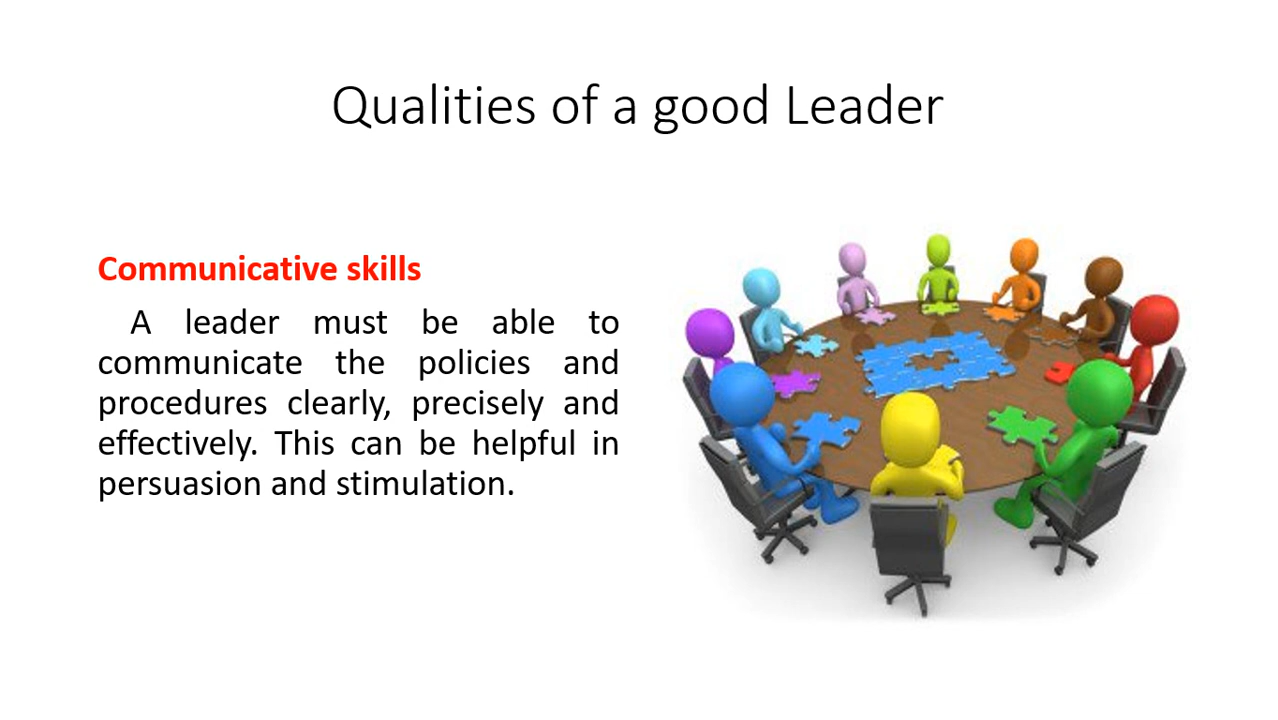 Qualities of a good Leader
Communicative skills
A leader must be able to
communicate the policies and
procedures clearly, precisely and
effectively. This can be helpful in
persuasion and stimulation.